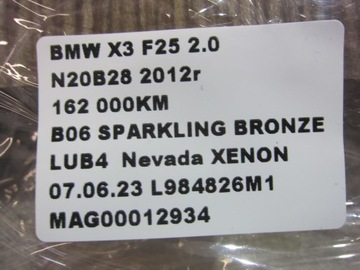 BMW X3 F25 2.0
N20B28 2012r
162 000KM
B06 SPARKLING BRONZE
LUB4 Nevada XENON
07.06.23 L984826M1
MAG00012934